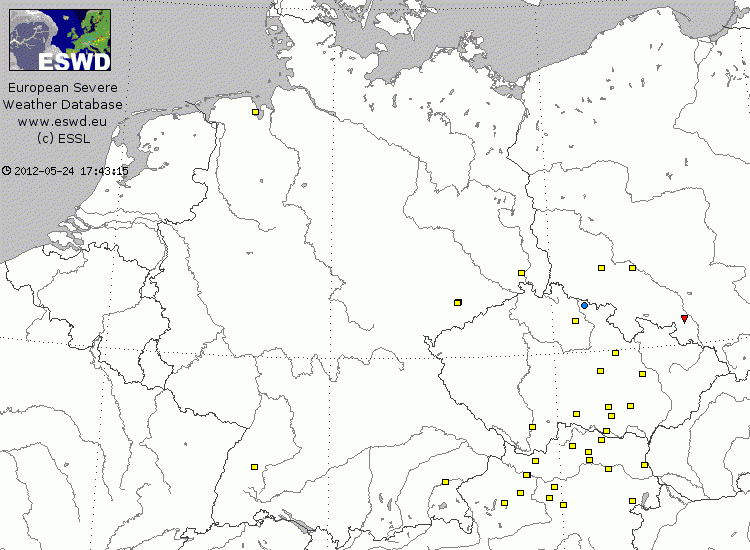 ESWD
European Severe
Weather Database
www.eswd.eu
(c) ESSL
2012-05-24 17:43:15